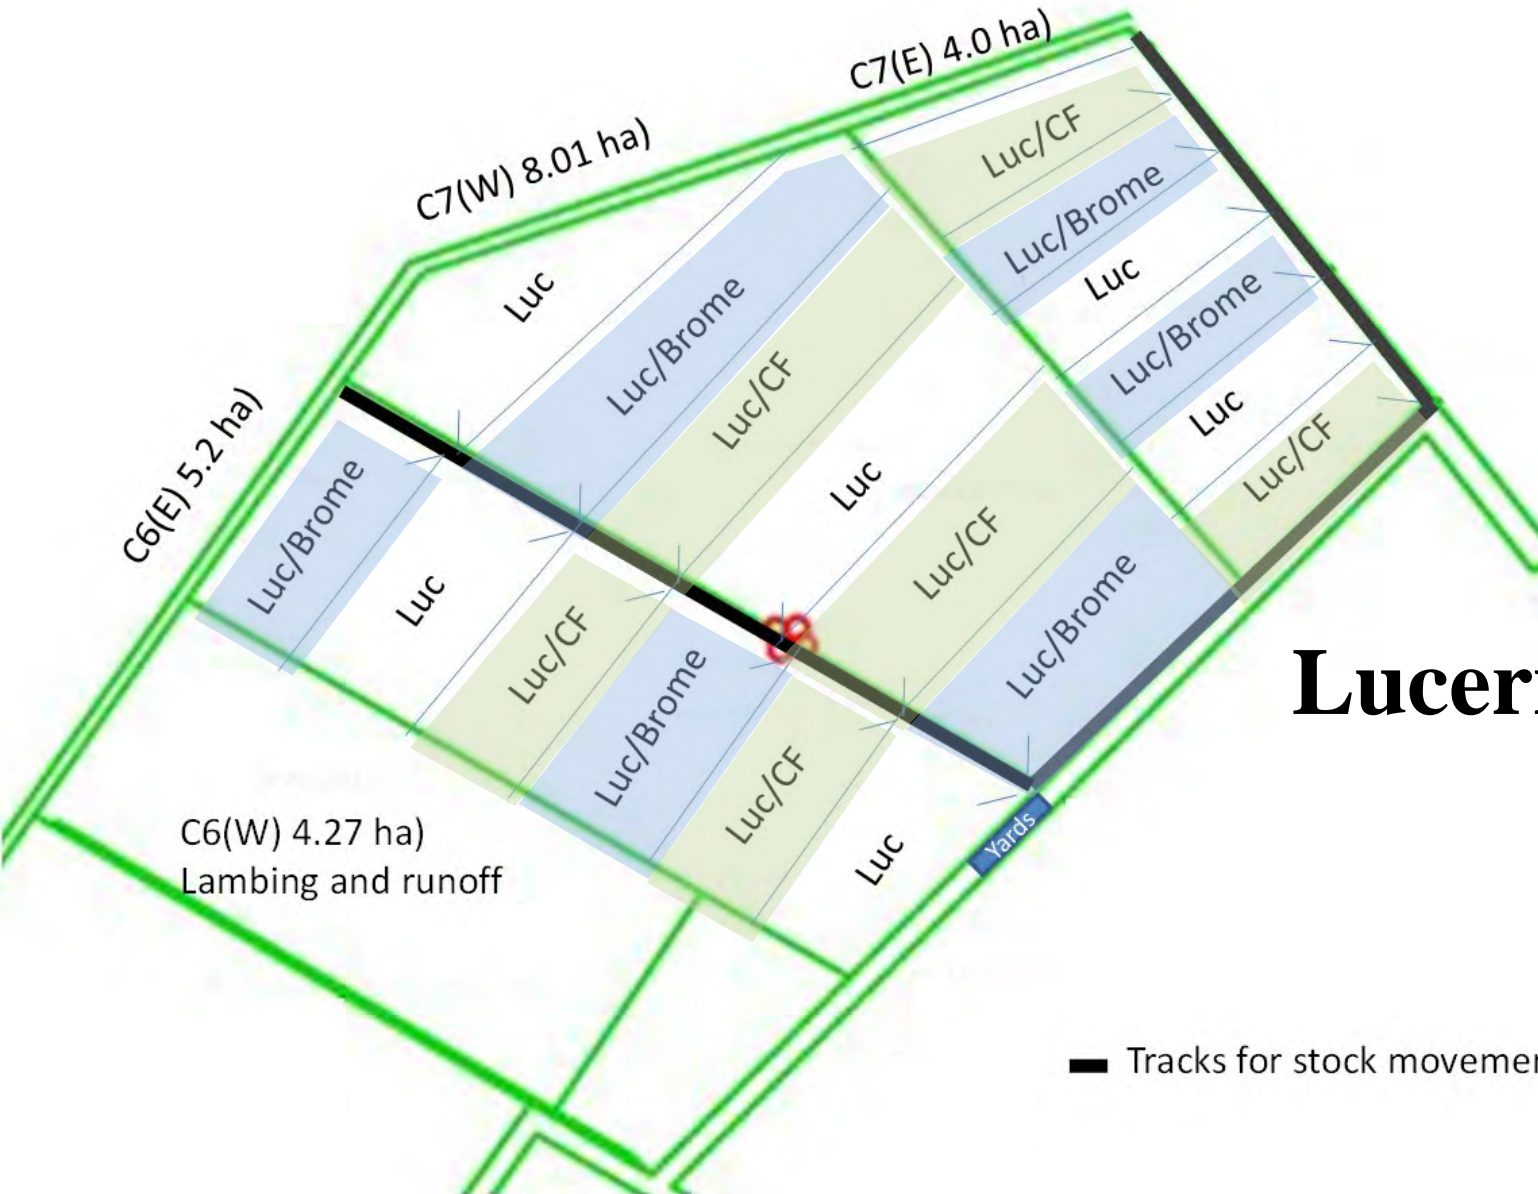 C7(E) 4.0 ha)
C7(W) 8.01 ha)
C6(E) 5.2 ha)
Luc/CF
Luc/Brome
Luc
Luc/Brome
Luc
Luc/CF
Luc
Luc/Brome
Luc/CF
Luc
Luc/CF
Luc/Brome
Luc/Brome
Luc
Luc/CF
Luc/Brome
Luc/CF
Luc
Yards
Lucer
C6(W) 4.27 ha)
Lambing and runoff
Tracks for stock movemen